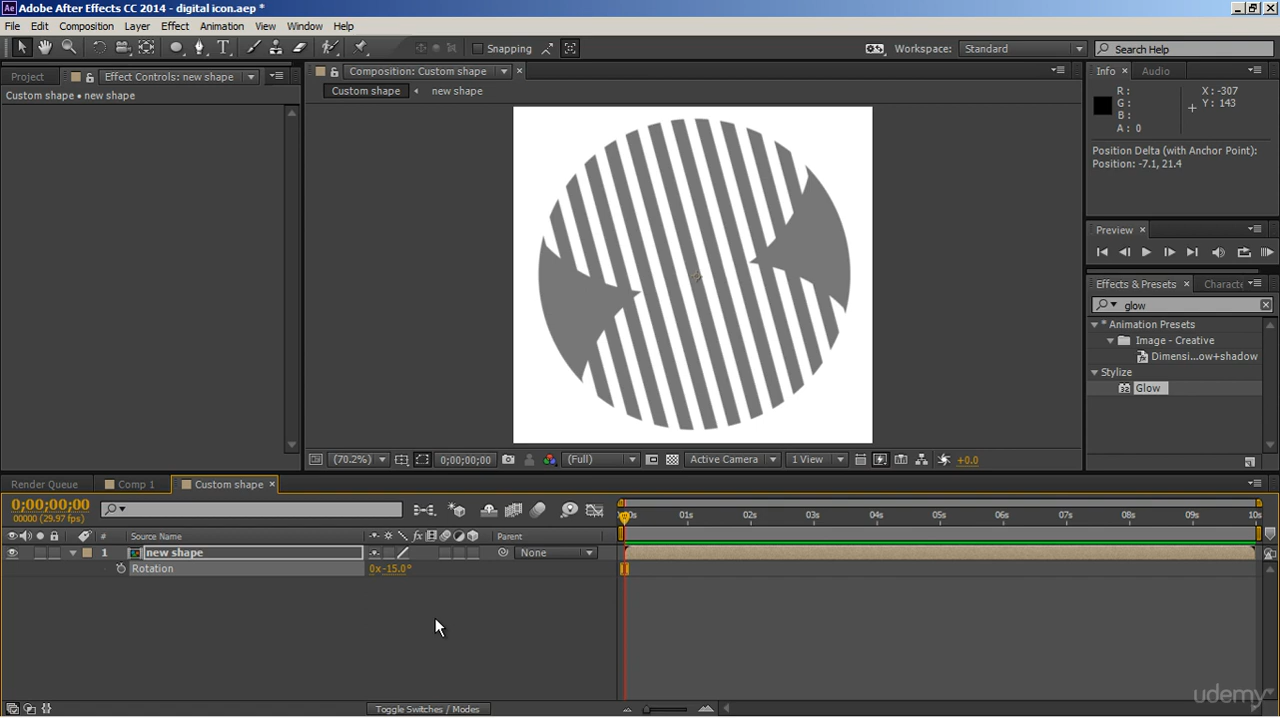 Adobe After Effects CC 2014 - digital icon.aep *
File Edit Composition Layer Effect Animation View Window Help
Snapping Workspace: Standard Search Help
Project Effect Controls: new shape Composition: Custom shape Info Audio
Custom shape • new shape Custom shape new shape
R: X: -307
G: Y: 143
B:
A: 0
Position Delta (with Anchor Point):
Position: -7.1, 21.4
Preview
Effects & Presets Characte
glow
* Animation Presets
Image - Creative
Dimensi...ow+shadow
Stylize
32 Glow
(70.2%) 0;00;00;00 (Full) Active Camera 1 View +0.0
Render Queue Comp 1 Custom shape
0;00;00;00
00000 (29.97 fps)
01s 02s 03s 04s 05s 06s 07s 08s 09s 10s
# Source Name fx Parent
1 new shape None
Rotation 0x-15.0°
Toggle Switches / Modes
udemy